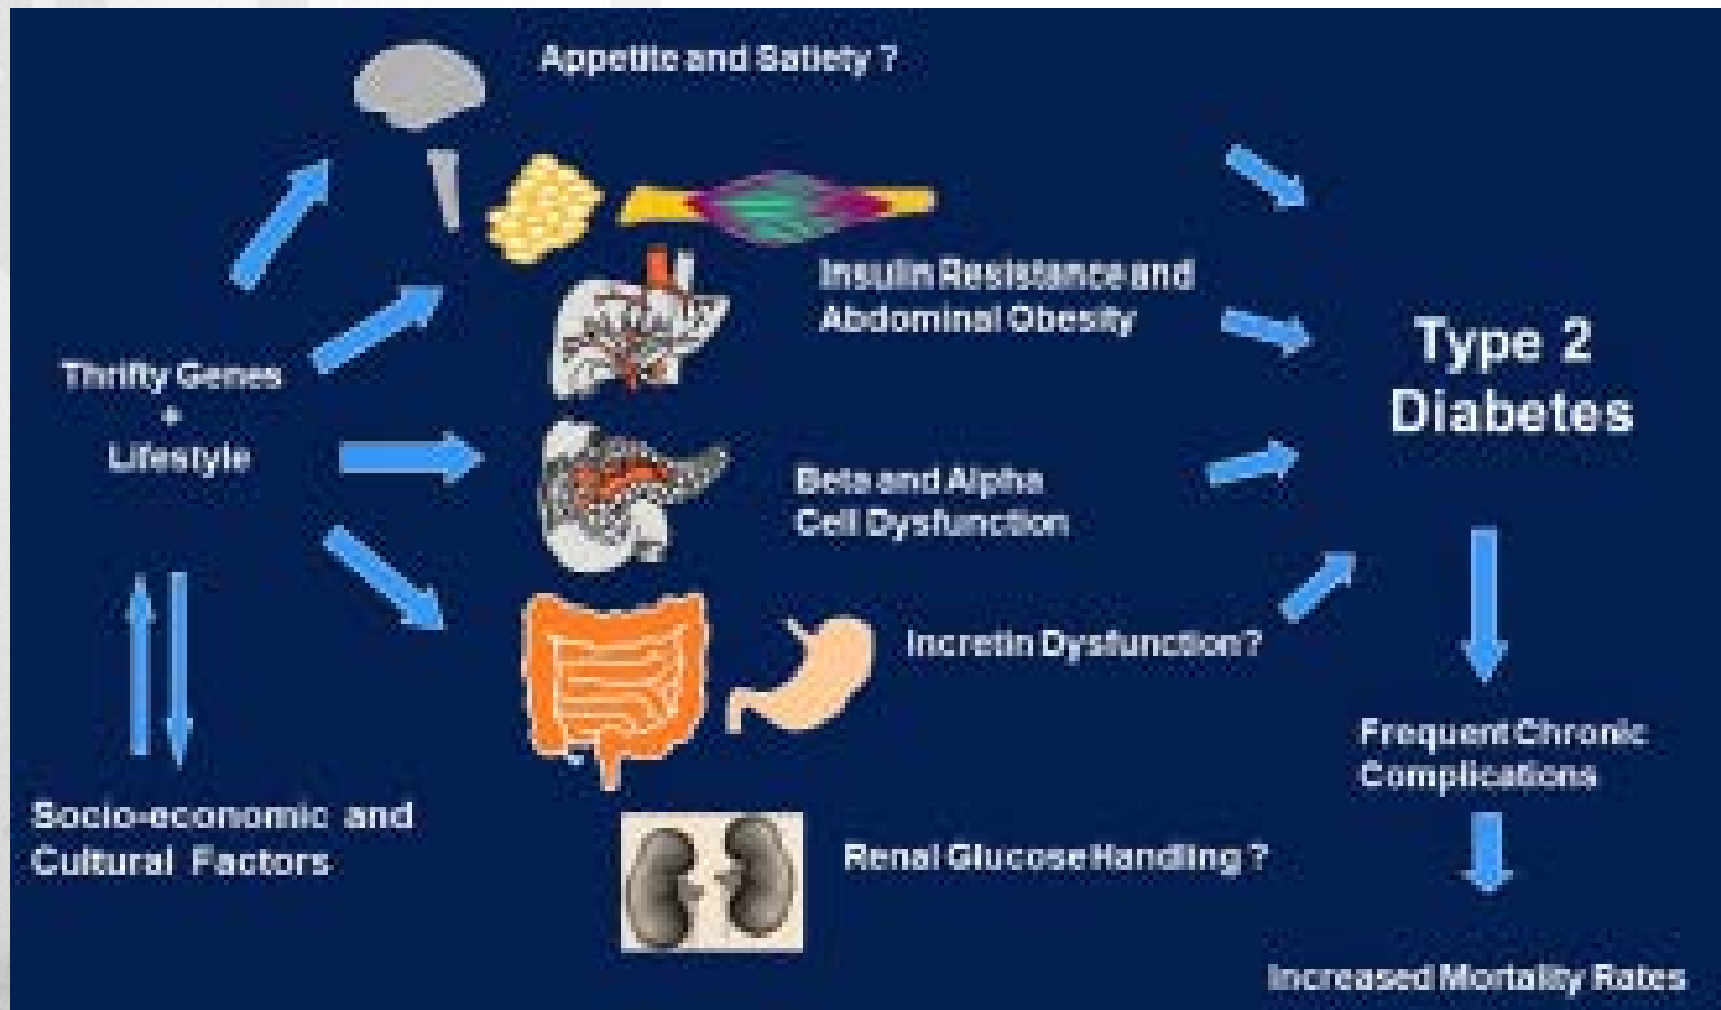 Appetite and Satiety ?
Insulin Resistance and
Abdominal Obesity
Thrifty Genes
+
Lifestyle
Type 2
Diabetes
Beta and Alpha
Cell Dysfunction
Incretin Dysfunction?
Frequent Chronic
Complications
Socio-economic and
Cultural Factors
Renal Glucose Handling ?
Increased Mortality Rates